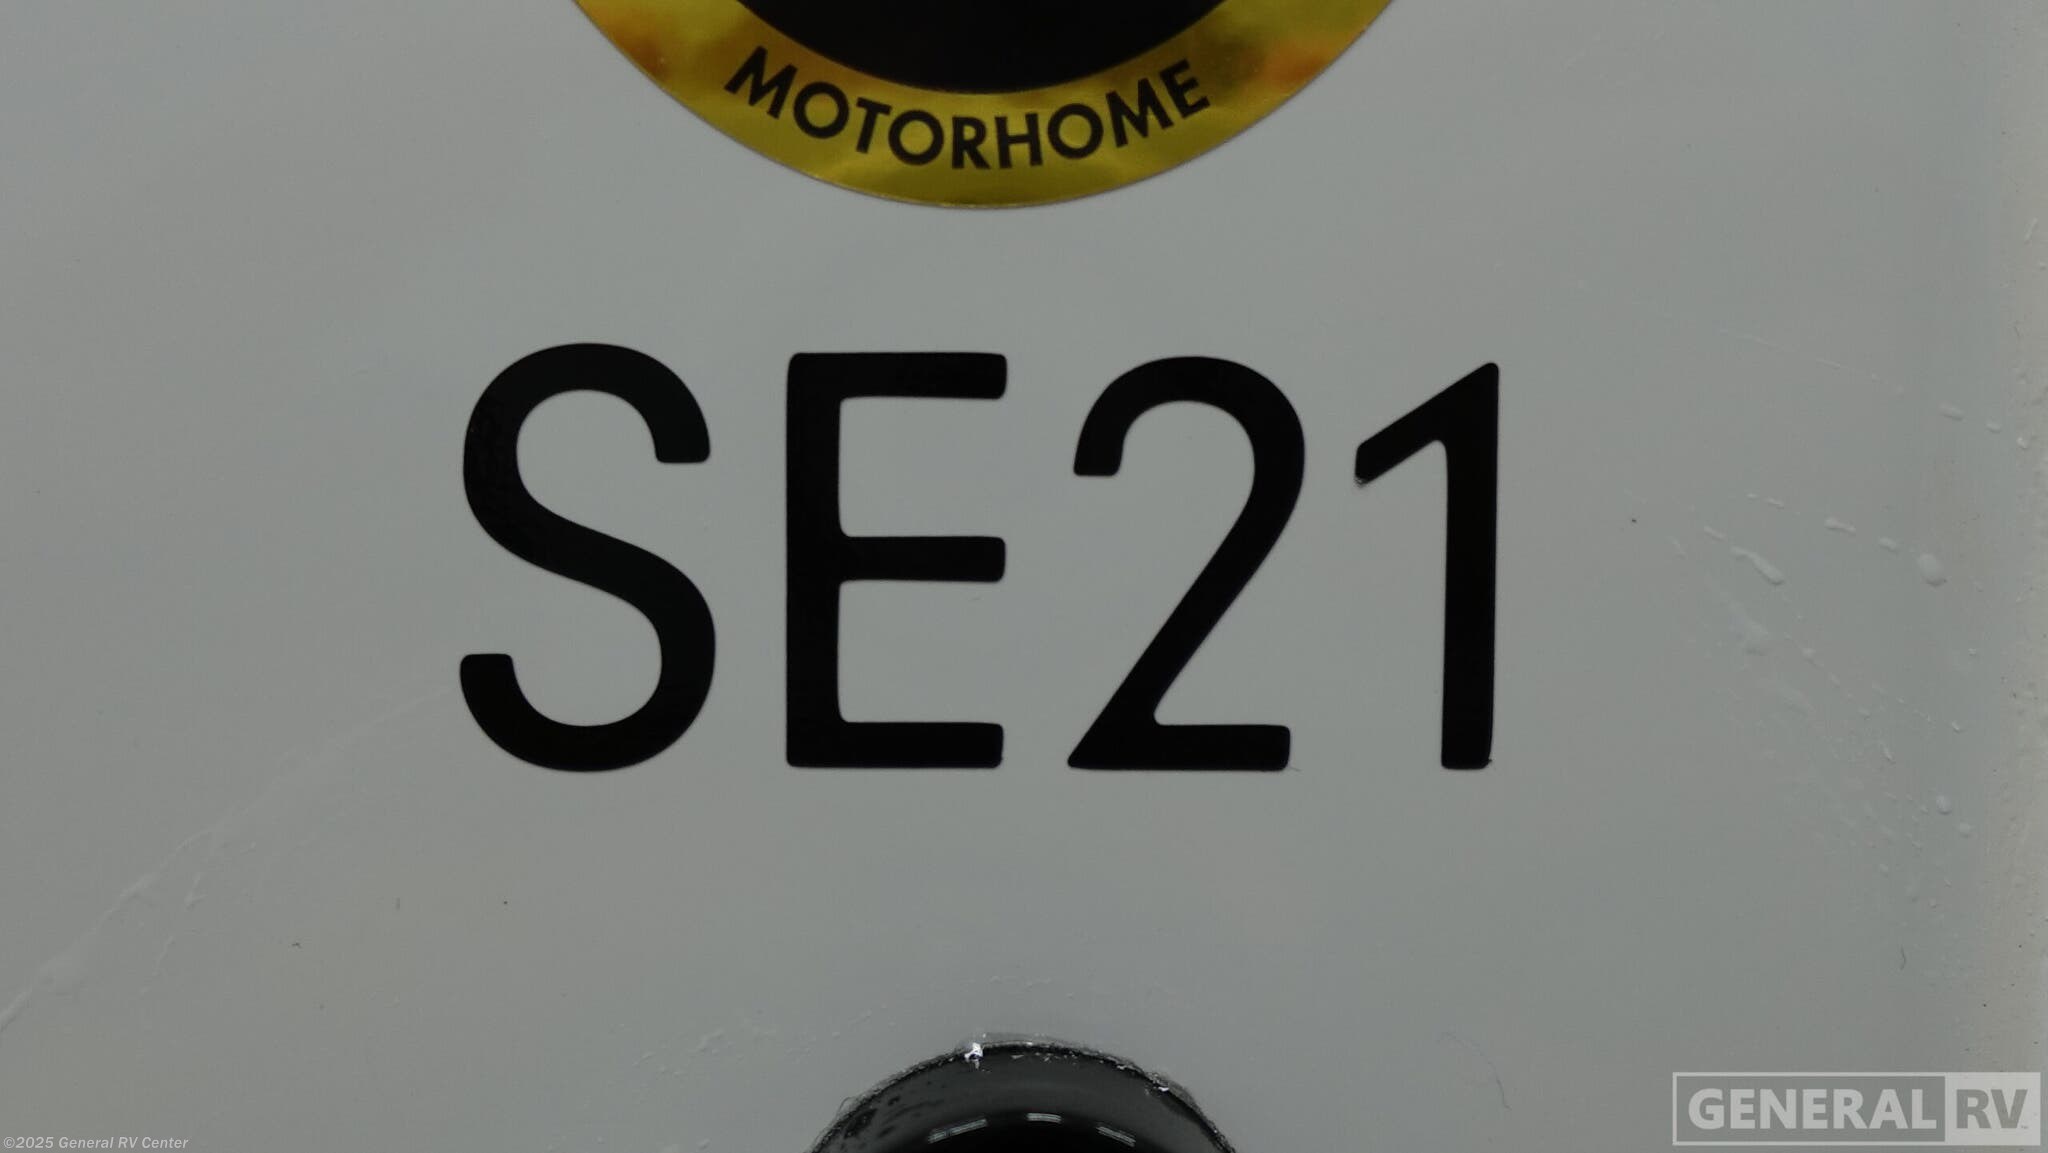 MOTORHOME
SE21
GENERAL RV
©2025 General RV Center